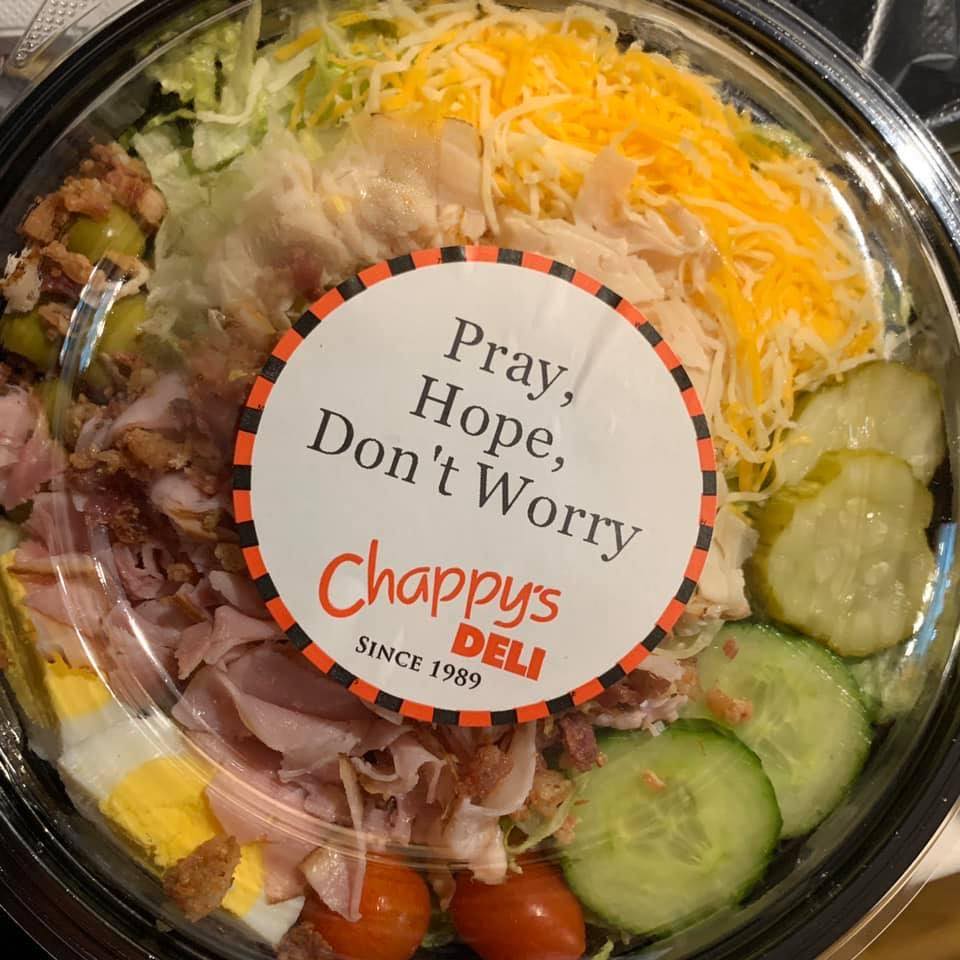 Pray,
Hope,
Don't Worry
Chappy's
DELI
SINCE 1989